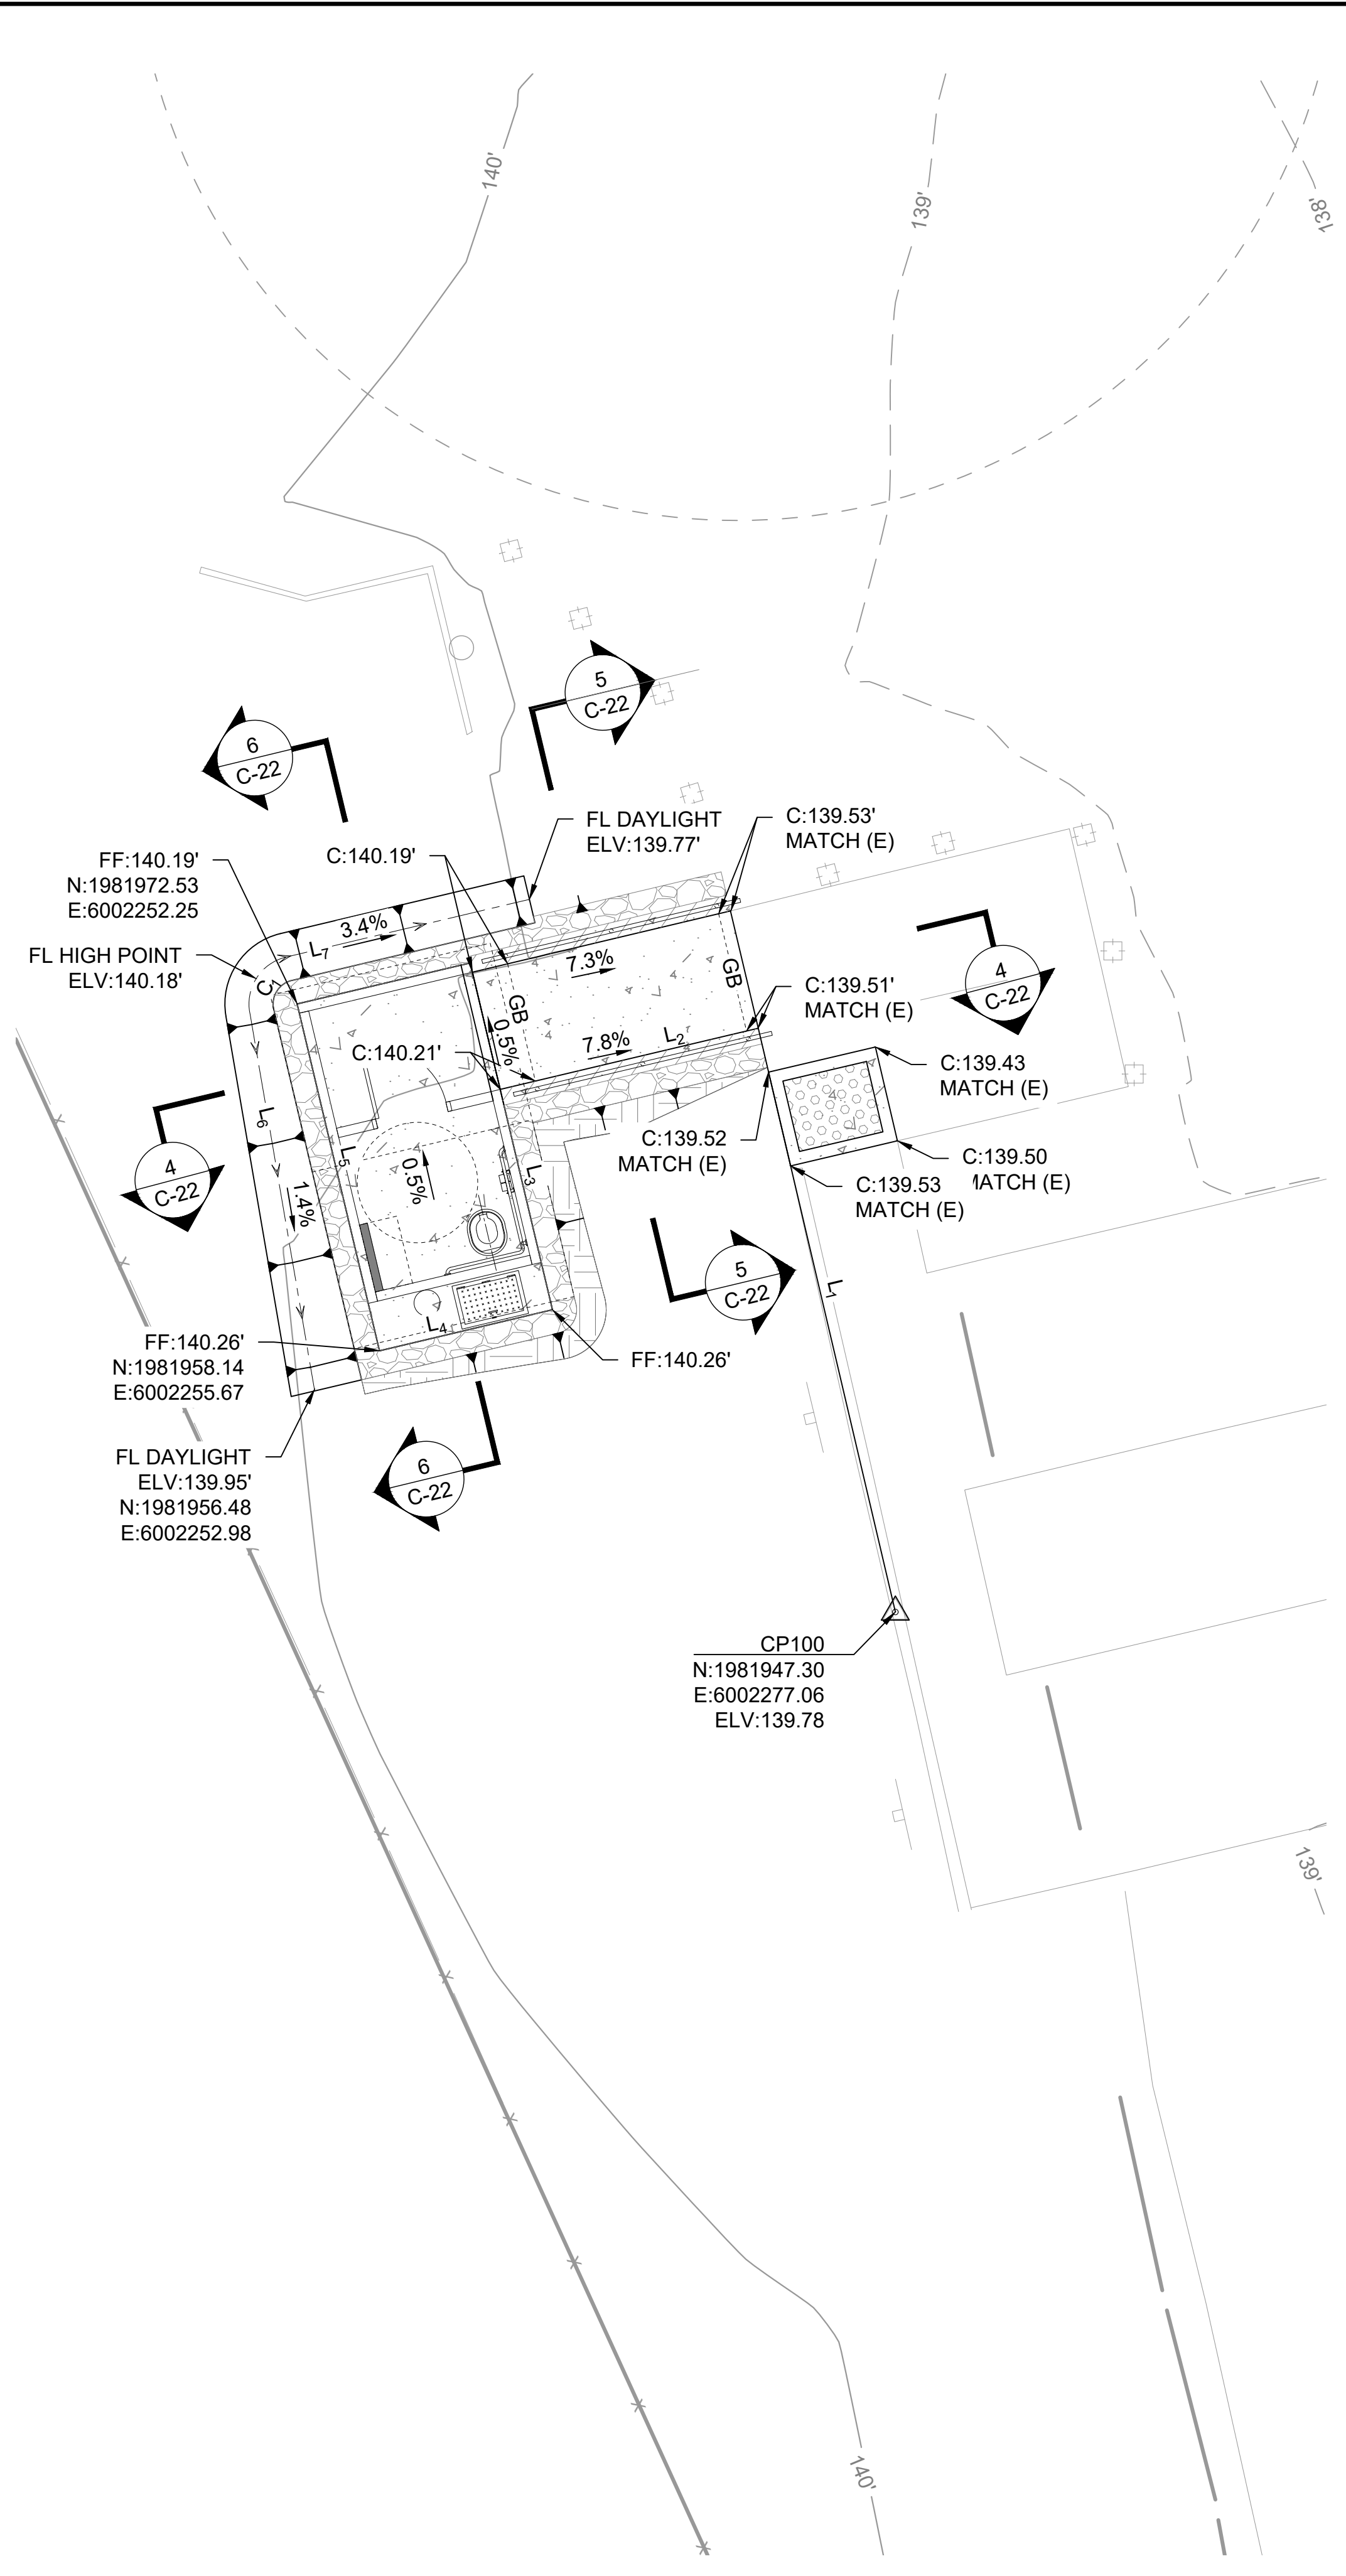 140'
139'
138'
5
C-22
6
C-22
FL DAYLIGHT
ELV:139.77'
C:139.53'
MATCH (E)
FF:140.19'
N:1981972.53
E:6002252.25
C:140.19'
FL HIGH POINT
ELV:140.18'
L7
3.4%
C1
7.3%
GB
GB
4
C-22
C:139.51'
MATCH (E)
0.5%
7.8%
L2
C:140.21'
C:139.43
MATCH (E)
L6
L5
L3
0.5%
1.4%
C:139.52
MATCH (E)
C:139.50
MATCH (E)
C:139.53
MATCH (E)
4
C-22
5
C-22
L1
L4
FF:140.26'
N:1981958.14
E:6002255.67
FF:140.26'
FL DAYLIGHT
ELV:139.95'
N:1981956.48
E:6002252.98
6
C-22
CP100
N:1981947.30
E:6002277.06
ELV:139.78
139'
140'